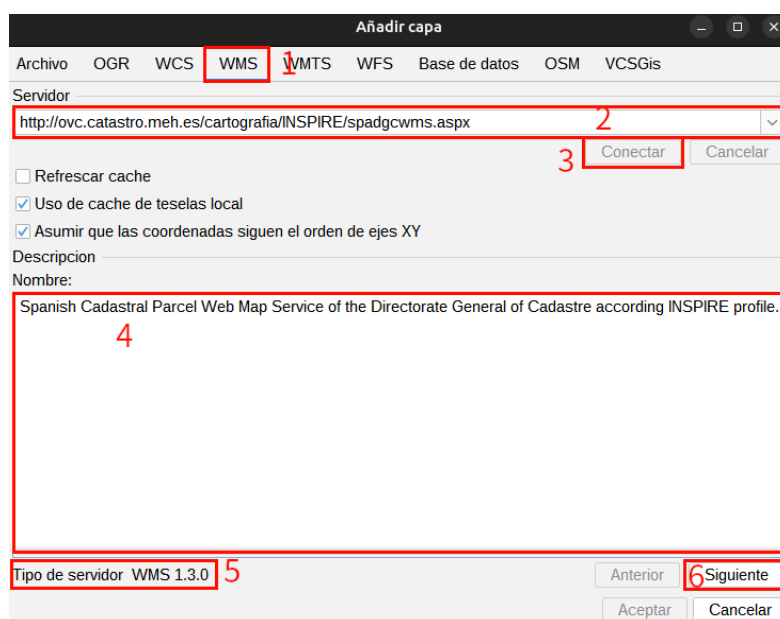 Añadir capa
Archivo OGR WCS WMS 1 WMTS WFS Base de datos OSM VCSGis
Servidor
http://ovc.catastro.meh.es/cartografia/INSPIRE/spadgcwms.aspx 2
3 Conectar Cancelar
Refrescar cache
Uso de cache de teselas local
Asumir que las coordenadas siguen el orden de ejes XY
Descripcion
Nombre:
Spanish Cadastral Parcel Web Map Service of the Directorate General of Cadastre according INSPIRE profile.
4
Tipo de servidor WMS 1.3.0 5 Anterior 6 Siguiente
Aceptar Cancelar